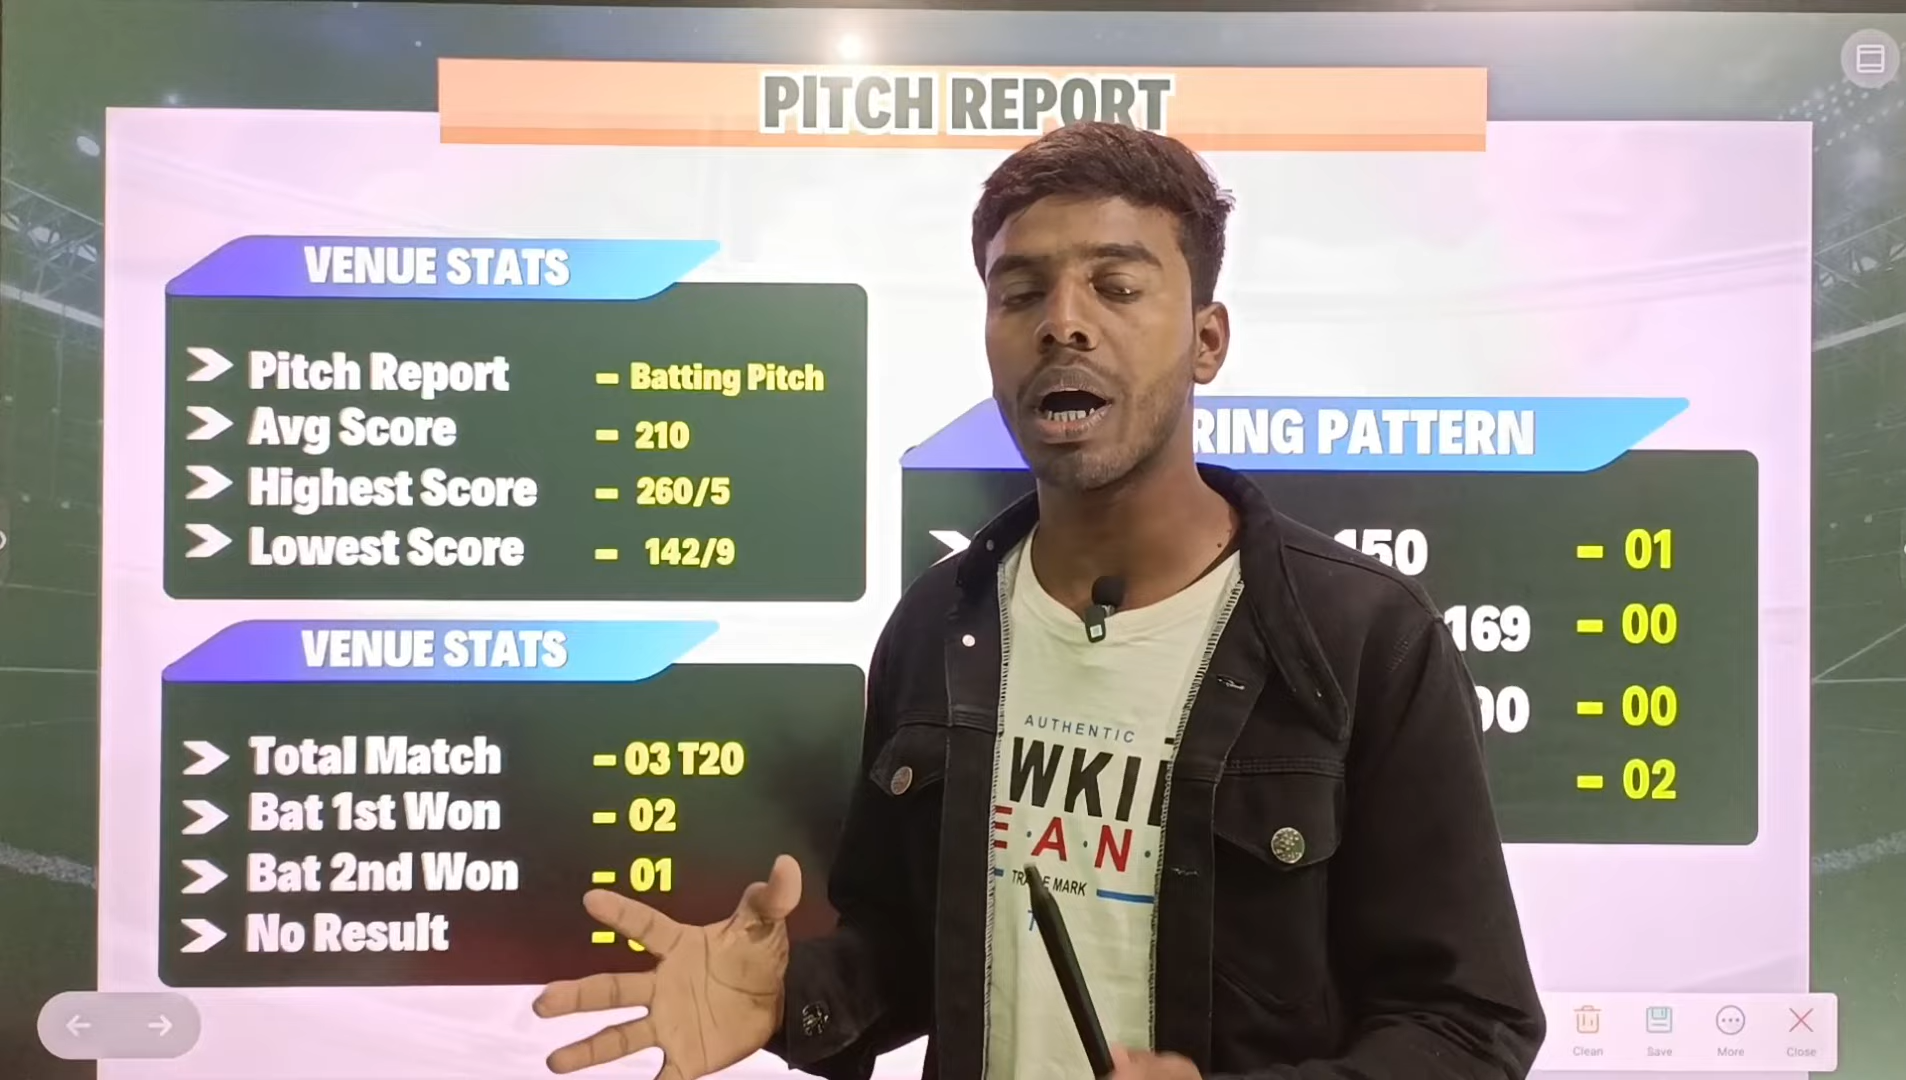 PITCH REPORT
VENUE STATS
Pitch Report - Batting Pitch
Avg Score - 210
Highest Score - 260/5
Lowest Score - 142/9
VENUE STATS
Total Match - 03 T20
Bat 1st Won - 02
Bat 2nd Won - 01
No Result -
RING PATTERN
150 - 01
169 - 00
- 00
- 02
AUTHENTIC
WKI
E·A·N·
MARK
Clean
Save
More
Close